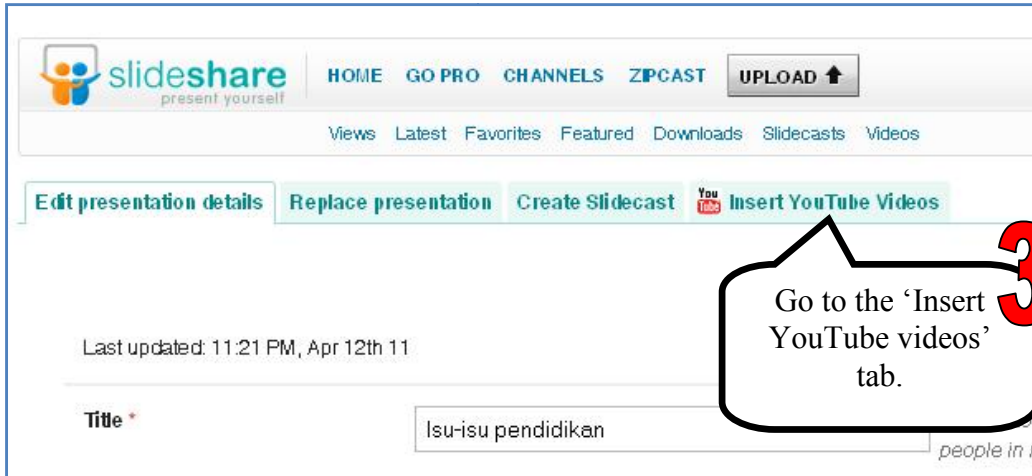 slideshare
present yourself
HOME GO PRO CHANNELS ZIPCAST UPLOAD
Views Latest Favorites Featured Downloads Slidecasts Videos
Edit presentation details Replace presentation Create Slidecast You Tube Insert YouTube Videos
3
Go to the ‘Insert
YouTube videos’
tab.
Last updated: 11:21 PM, Apr 12th 11
Title *
Isu-isu pendidikan
people in